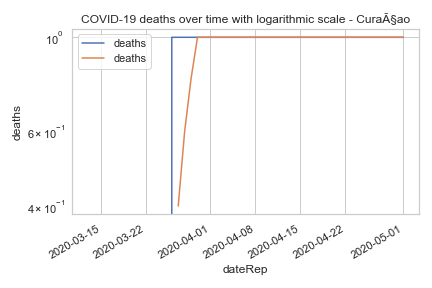 COVID-19 deaths over time with logarithmic scale - CuraÃ§ao
10⁰
6 × 10⁻¹
4 × 10⁻¹
deaths
deaths
deaths
2020-03-15
2020-03-22
2020-04-01
2020-04-08
2020-04-15
2020-04-22
2020-05-01
dateRep